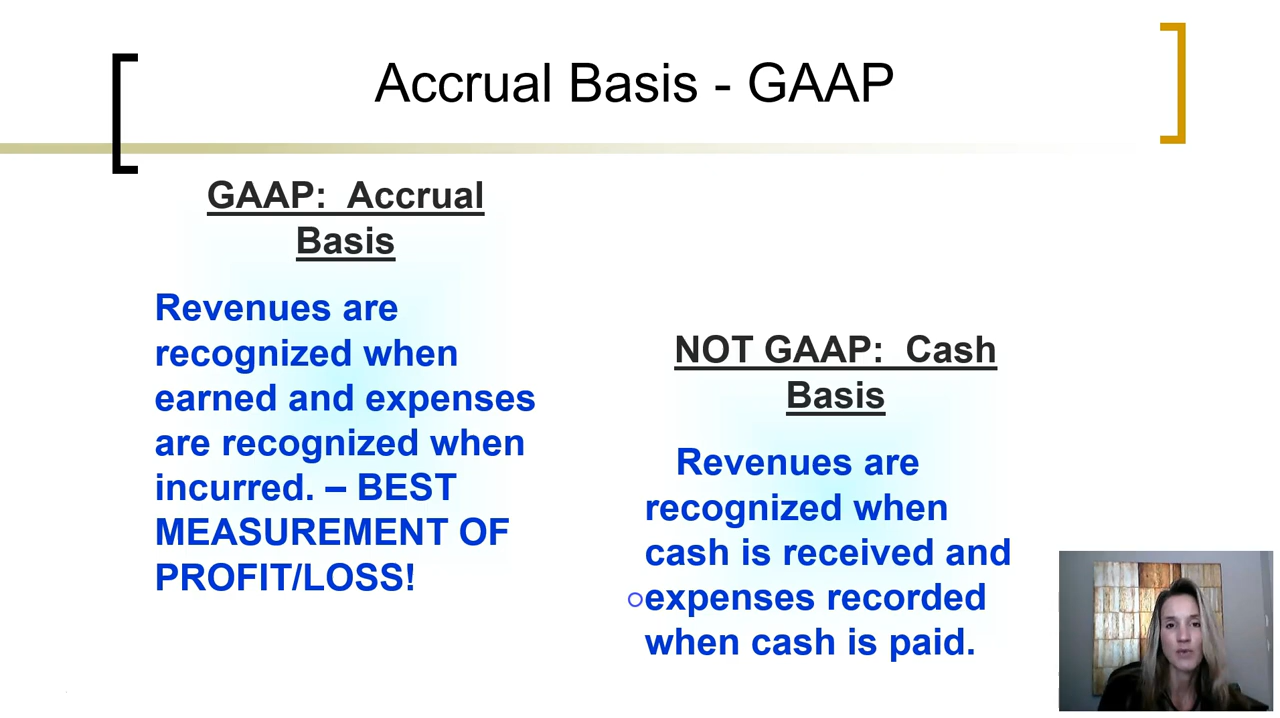 Accrual Basis - GAAP
GAAP: Accrual
Basis
Revenues are
recognized when
earned and expenses
are recognized when
incurred. – BEST
MEASUREMENT OF
PROFIT/LOSS!
NOT GAAP: Cash
Basis
Revenues are
recognized when
cash is received and
expenses recorded
when cash is paid.